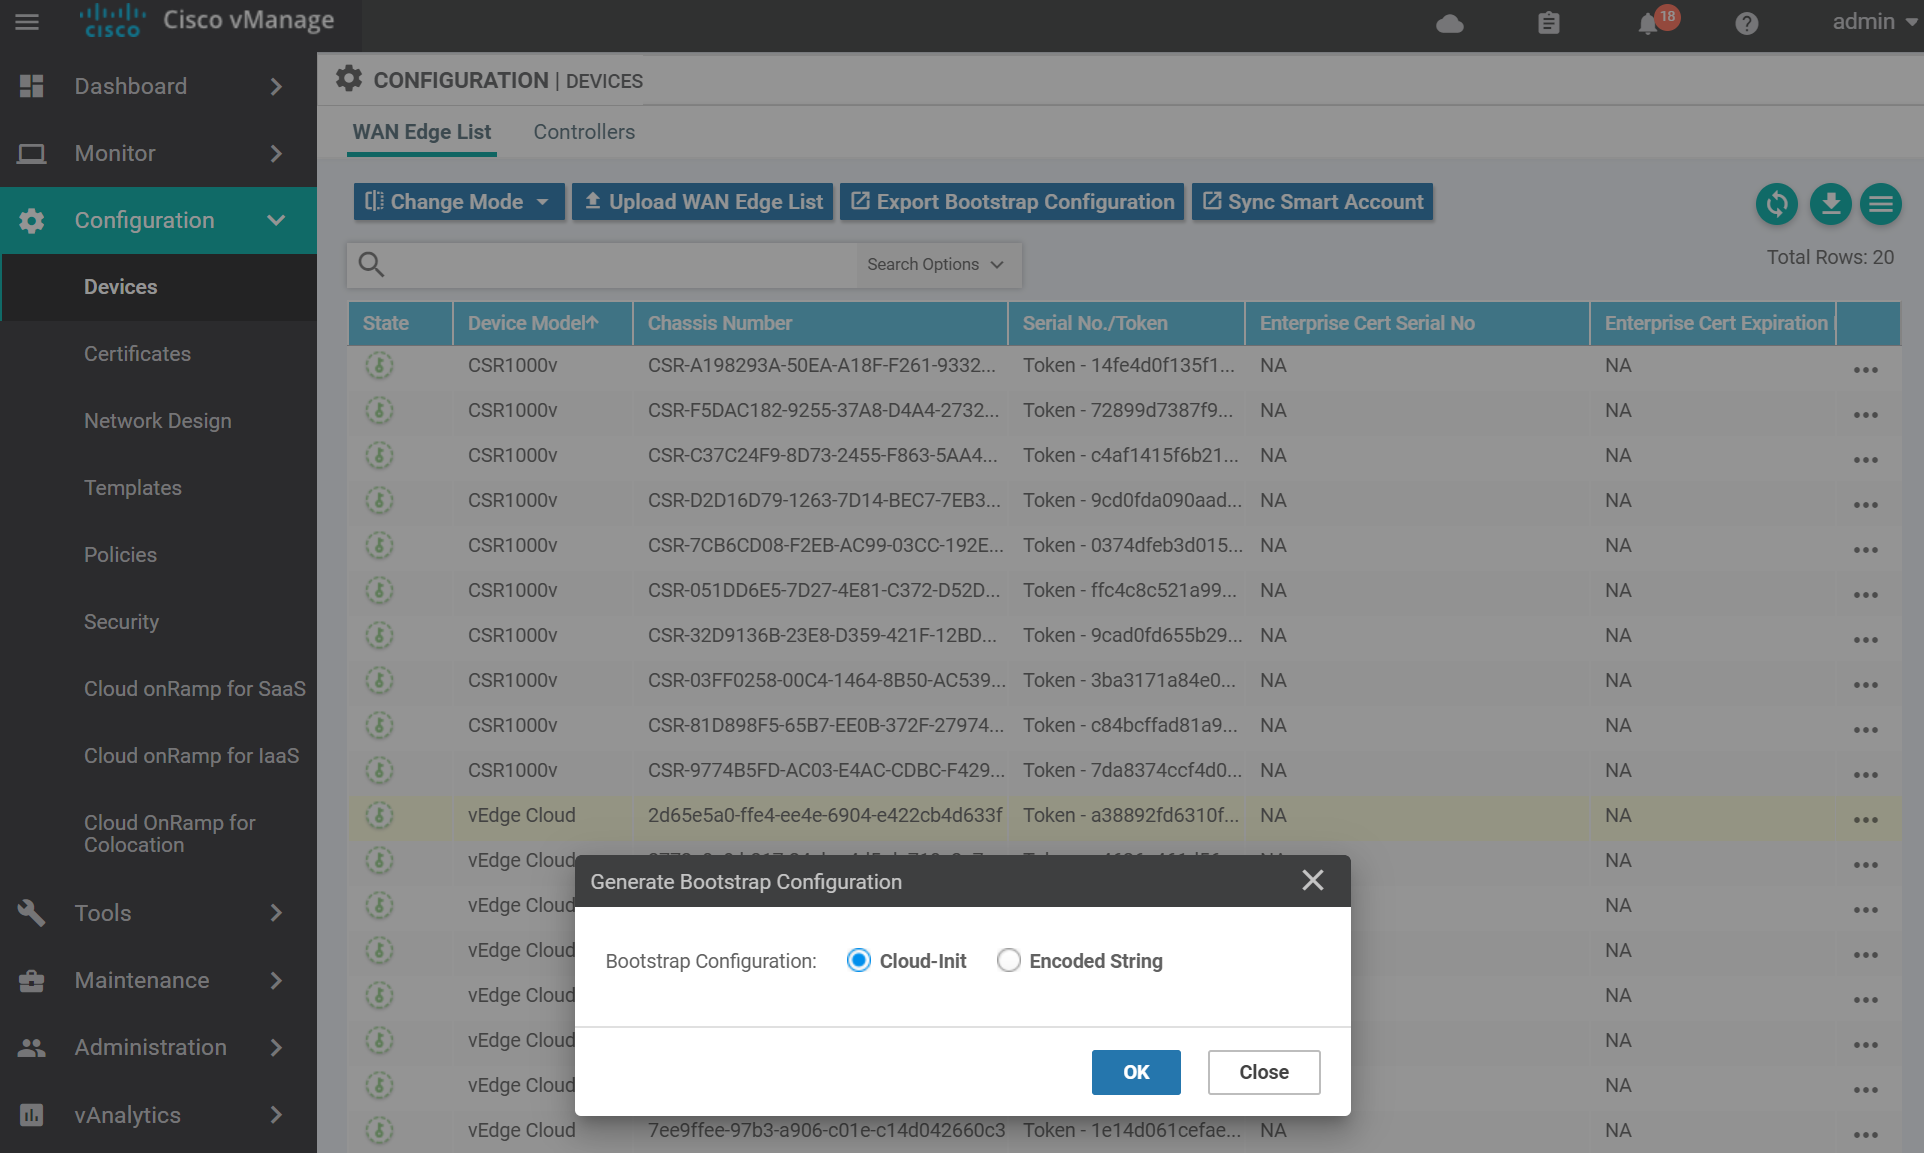 Cisco vManage
CISCO
18
admin
Dashboard
Monitor
Configuration
Devices
Certificates
Network Design
Templates
Policies
Security
Cloud onRamp for SaaS
Cloud onRamp for IaaS
Cloud OnRamp for
Colocation
Tools
Maintenance
Administration
vAnalytics
CONFIGURATION | DEVICES
WAN Edge List Controllers
Change Mode Upload WAN Edge List Export Bootstrap Configuration Sync Smart Account
Search Options
Total Rows: 20
State Device Model Chassis Number Serial No./Token Enterprise Cert Serial No Enterprise Cert Expiration
CSR1000v CSR-A198293A-50EA-A18F-F261-9332... Token - 14fe4d0f135f1... NA NA
CSR1000v CSR-F5DAC182-9255-37A8-D4A4-2732... Token - 72899d7387f9... NA NA
CSR1000v CSR-C37C24F9-8D73-2455-F863-5AA4... Token - c4af1415f6b21... NA NA
CSR1000v CSR-D2D16D79-1263-7D14-BEC7-7EB3... Token - 9cd0fda090aad... NA NA
CSR1000v CSR-7CB6CD08-F2EB-AC99-03CC-192E... Token - 0374dfeb3d015... NA NA
CSR1000v CSR-051DD6E5-7D27-4E81-C372-D52D... Token - ffc4c8c521a99... NA NA
CSR1000v CSR-32D9136B-23E8-D359-421F-12BD... Token - 9cad0fd655b29... NA NA
CSR1000v CSR-03FF0258-00C4-1464-8B50-AC539... Token - 3ba3171a84e0... NA NA
CSR1000v CSR-81D898F5-65B7-EE0B-372F-27974... Token - c84bcffad81a9... NA NA
CSR1000v CSR-9774B5FD-AC03-E4AC-CDBC-F429... Token - 7da8374ccf4d0... NA NA
vEdge Cloud 2d65e5a0-ffe4-ee4e-6904-e422cb4d633f Token - a38892fd6310f... NA NA
vEdge Cloud NA
vEdge Cloud NA
vEdge Cloud NA
vEdge Cloud NA
vEdge Cloud NA
vEdge Cloud NA
vEdge Cloud 7ee9ffee-97b3-a906-c01e-c14d042660c3 Token - 1e14d061cefae... NA NA
Generate Bootstrap Configuration
Bootstrap Configuration: Cloud-Init Encoded String
OK Close